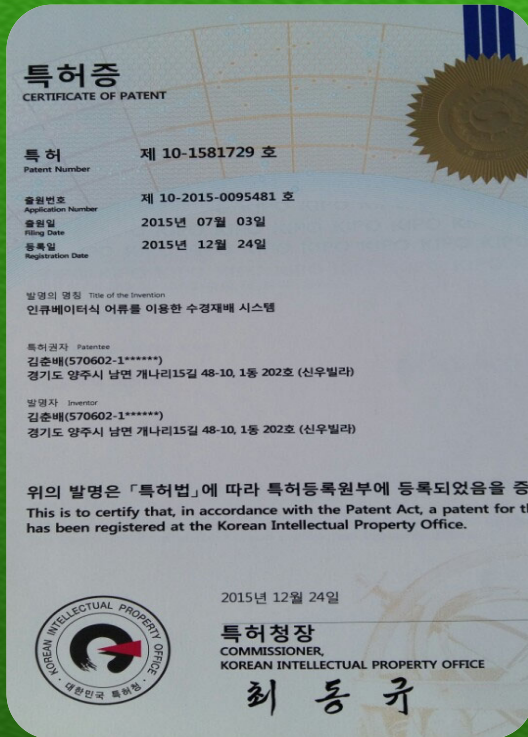 특허증
CERTIFICATE OF PATENT
특 허 제 10-1581729 호
Patent Number
출원번호 제 10-2015-0095481 호
Application Number
출원일 2015년 07월 03일
Filing Date
등록일 2015년 12월 24일
Registration Date
발명의 명칭 Title of the Invention
인큐베이터식 어류를 이용한 수경재배 시스템
특허권자 Patentee
김춘배(570602-1******)
경기도 양주시 남면 개나리15길 48-10, 1동 202호 (신우빌라)
발명자 Inventor
김춘배(570602-1******)
경기도 양주시 남면 개나리15길 48-10, 1동 202호 (신우빌라)
위의 발명은 「특허법」에 따라 특허등록원부에 등록되었음을 증
This is to certify that, in accordance with the Patent Act, a patent for th
has been registered at the Korean Intellectual Property Office.
2015년 12월 24일
특허청장
COMMISSIONER,
KOREAN INTELLECTUAL PROPERTY OFFICE
최동규
KOREAN INTELLECTUAL PROPERTY OFFICE
대한민국 특허청